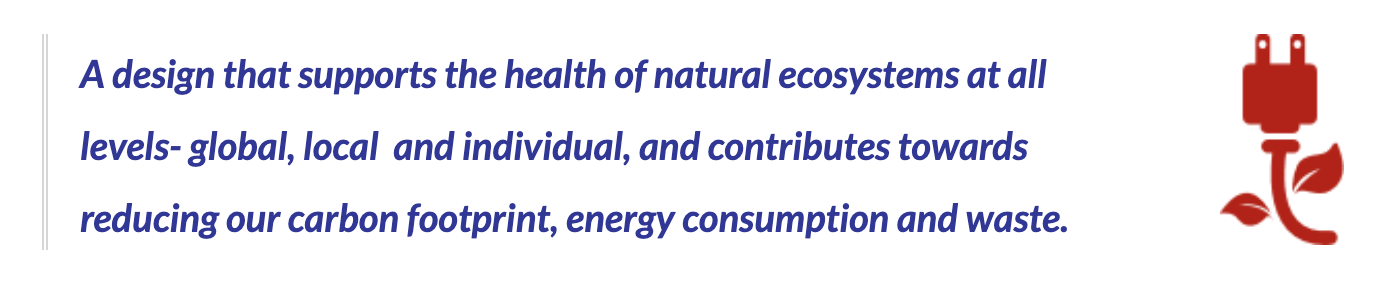 A design that supports the health of natural ecosystems at all
levels- global, local  and individual, and contributes towards
reducing our carbon footprint, energy consumption and waste.